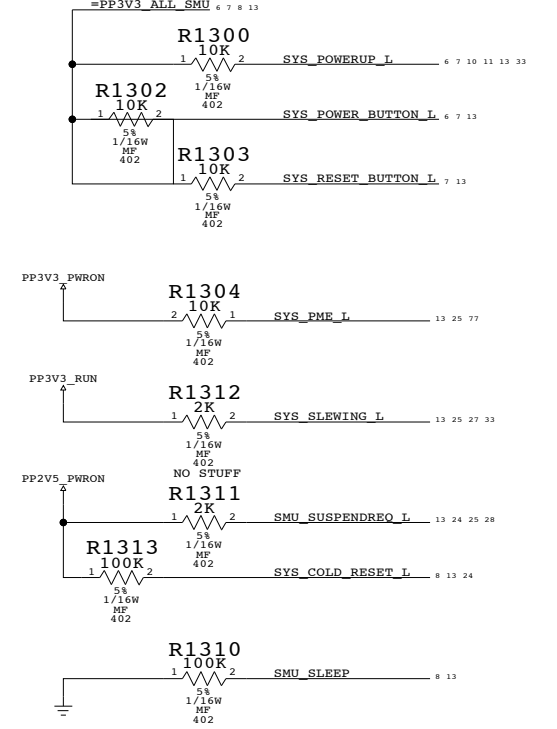 =PP3V3_ALL_SMU 6 7 8 13
R1300
10K
1 2 SYS_POWERUP_L 6 7 10 11 13 33
5%
1/16W
MF
402
R1302
10K
1 2 SYS_POWER_BUTTON_L 6 7 13
5%
1/16W
MF
402
R1303
10K
1 2 SYS_RESET_BUTTON_L 7 13
5%
1/16W
MF
402
PP3V3_PWRON
R1304
10K
2 1 SYS_PME_L 13 25 77
5%
1/16W
MF
402
PP3V3_RUN
R1312
2K
1 2 SYS_SLEWING_L 13 25 27 33
5%
1/16W
MF
402
NO STUFF
PP2V5_PWRON
R1311
2K
1 2 SMU_SUSPENDREQ_L 13 24 25 28
5%
1/16W
MF
402
R1313
100K
1 2 SYS_COLD_RESET_L 8 13 24
5%
1/16W
MF
402
R1310
100K
1 2 SMU_SLEEP 8 13
5%
1/16W
MF
402